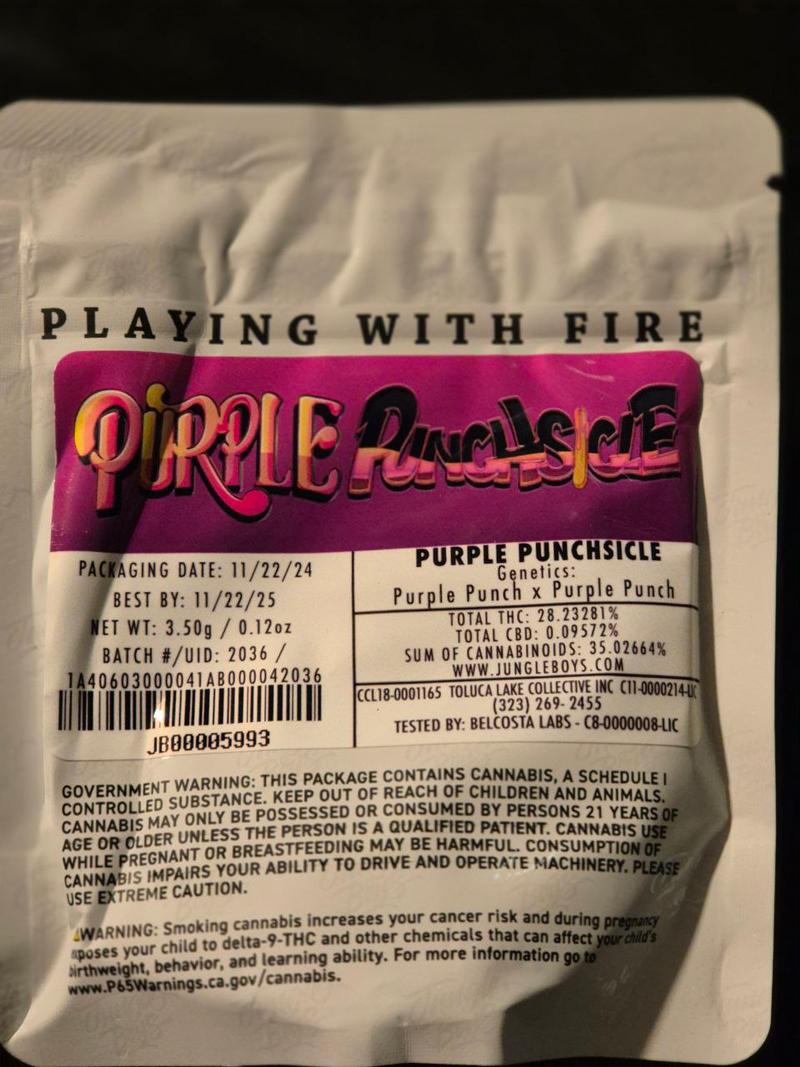 PLAYING WITH FIRE
PURPLE PUNCHSICLE
PACKAGING DATE: 11/22/24
BEST BY: 11/22/25
NET WT: 3.50g / 0.12oz
BATCH #/UID: 2036 /
1A40603000041AB000042036
JB00005993
PURPLE PUNCHSICLE
Genetics:
Purple Punch x Purple Punch
TOTAL THC: 28.23281%
TOTAL CBD: 0.09572%
SUM OF CANNABINOIDS: 35.02664%
WWW.JUNGLEBOYS.COM
CCL18-0001165 TOLUCA LAKE COLLECTIVE INC C11-0000214-LIC
(323) 269- 2455
TESTED BY: BELCOSTA LABS - C8-0000008-LIC
GOVERNMENT WARNING: THIS PACKAGE CONTAINS CANNABIS, A SCHEDULE I
CONTROLLED SUBSTANCE. KEEP OUT OF REACH OF CHILDREN AND ANIMALS.
CANNABIS MAY ONLY BE POSSESSED OR CONSUMED BY PERSONS 21 YEARS OF
AGE OR OLDER UNLESS THE PERSON IS A QUALIFIED PATIENT. CANNABIS USE
WHILE PREGNANT OR BREASTFEEDING MAY BE HARMFUL. CONSUMPTION OF
CANNABIS IMPAIRS YOUR ABILITY TO DRIVE AND OPERATE MACHINERY. PLEASE
USE EXTREME CAUTION.
WARNING: Smoking cannabis increases your cancer risk and during pregnancy
xposes your child to delta-9-THC and other chemicals that can affect your child's
birthweight, behavior, and learning ability. For more information go to
www.P65Warnings.ca.gov/cannabis.